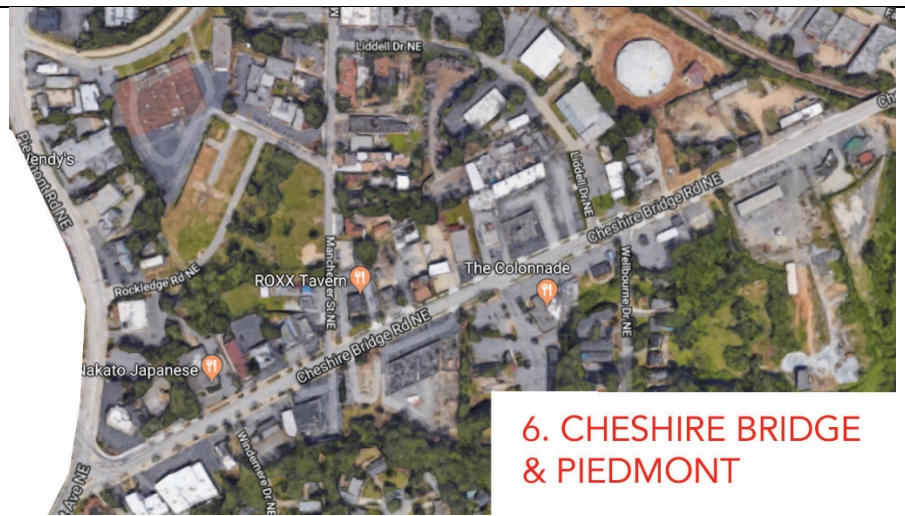 Liddell Dr NE
Wendy's
Piedmont Rd NE
Liddell Dr NE
Cheshire Bridge Rd NE
The Colonnade
Wellbourne Dr NE
Manchester St NE
ROXX Tavern
Rockledge Rd NE
Cheshire Bridge Rd NE
Nakato Japanese
Windemere Dr NE
Ave NE
6. CHESHIRE BRIDGE
& PIEDMONT